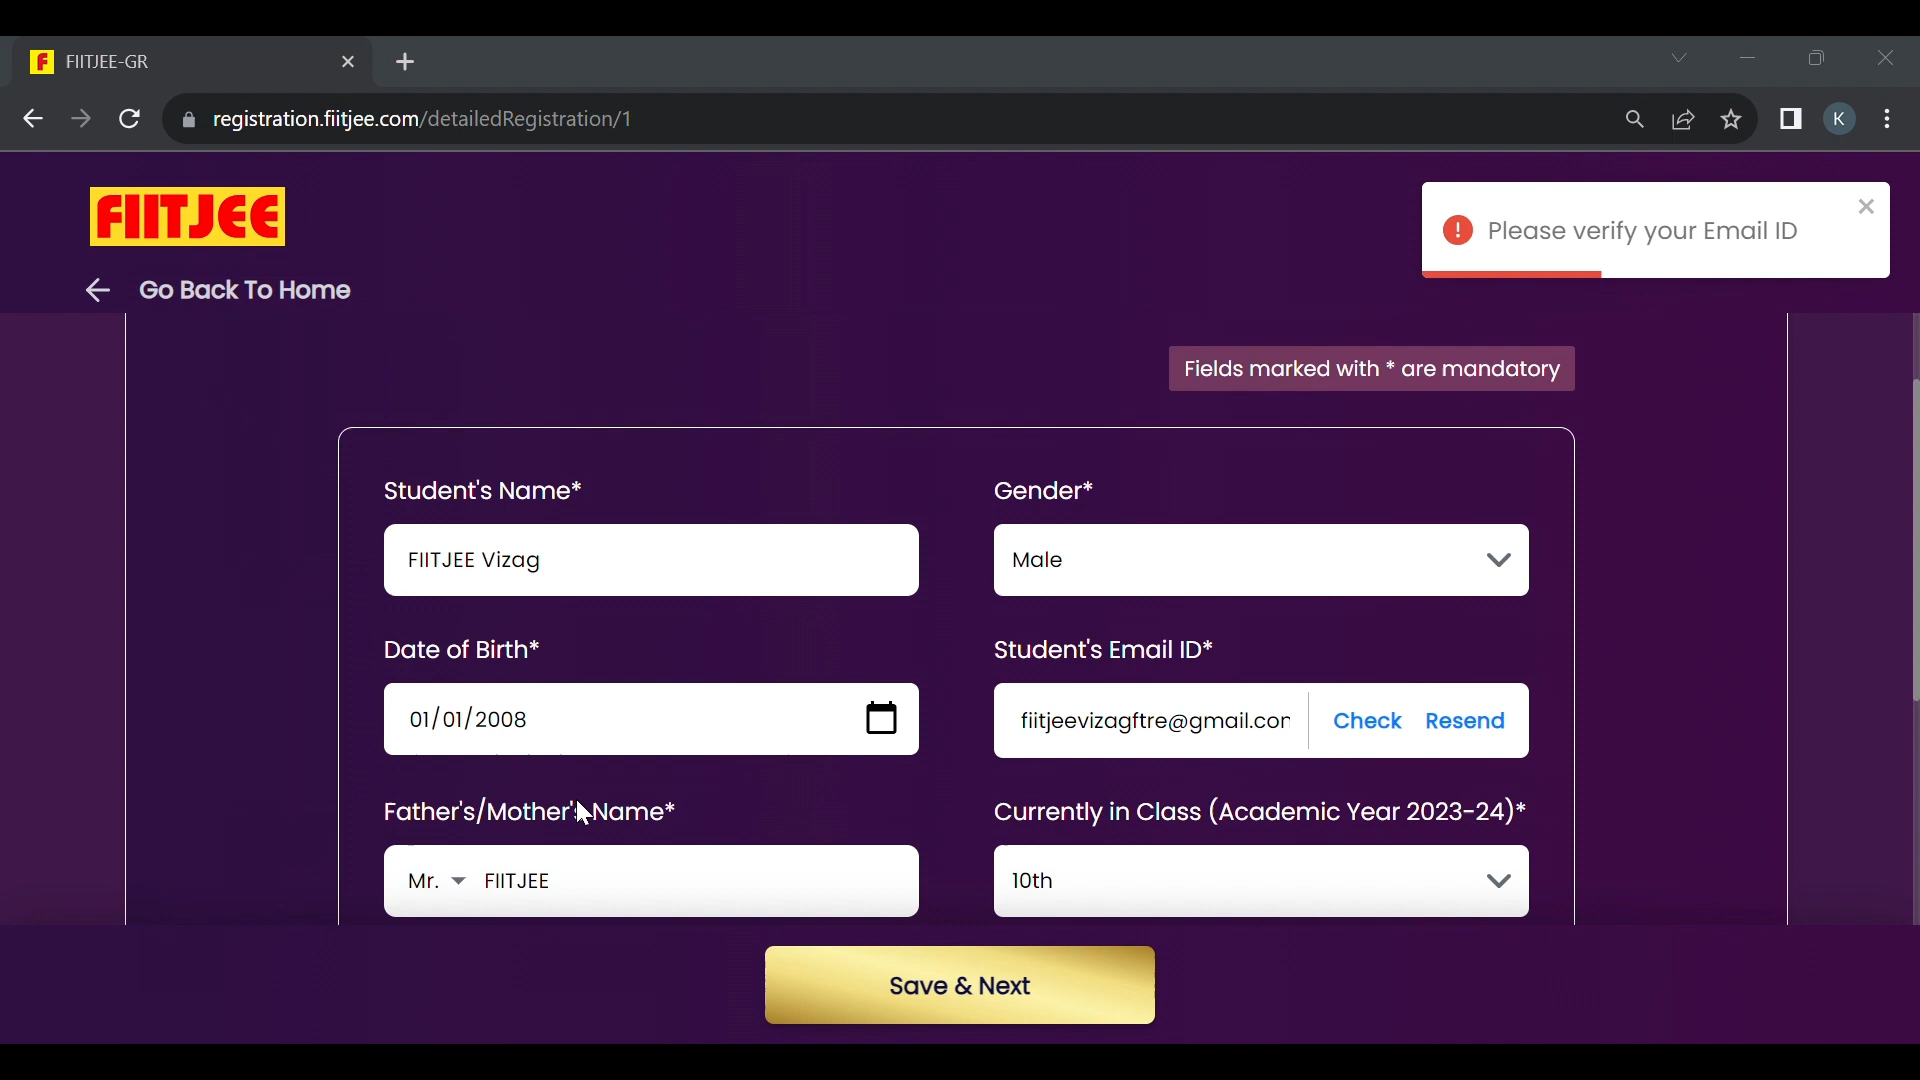 FIITJEE-GR
registration.fiitjee.com/detailedRegistration/1
K
FIITJEE
Please verify your Email ID
Go Back To Home
Fields marked with * are mandatory
Student's Name*
Gender*
FIITJEE Vizag
Male
Date of Birth*
Student's Email ID*
01/01/2008
fiitjeevizagftre@gmail.con
Check Resend
Father's/Mother's Name*
Currently in Class (Academic Year 2023-24)*
Mr. FIITJEE
10th
Save & Next